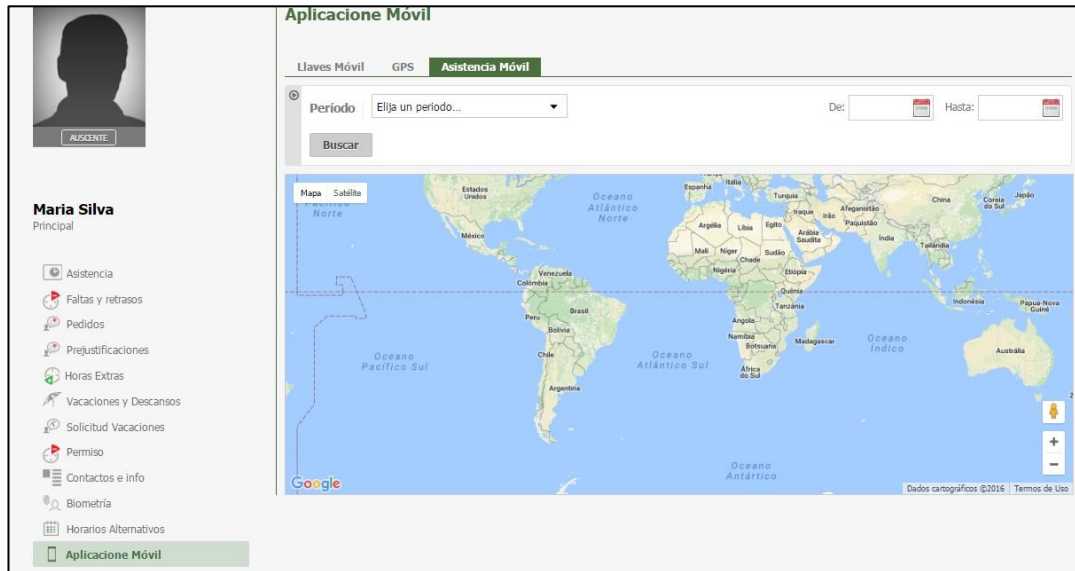 Aplicacione Móvil
Llaves Móvil GPS Asistencia Móvil
Período Elija un periodo... De: Hasta:
Buscar
AUSCENTE
Maria Silva
Principal
Asistencia
Faltas y retrasos
Pedidos
Prejustificaciones
Horas Extras
Vacaciones y Descansos
Solicitud Vacaciones
Permiso
Contactos e info
Biometría
Horarios Alternativos
Aplicacione Móvil
Mapa Satélite
Estados
Unidos
Pacífico
Norte
Oceano
Atlântico
Norte
México
Venezuela
Colômbia
Brasil
Peru
Bolívia
Chile
Argentina
Oceano
Pacífico Sul
Oceano
Atlântico Sul
Espanha
Itália
Turquia
Argélia
Líbia
Egito
Iraque
Irã
Afeganistão
Paquistão
Arábia
Saudita
Mali
Níger
Chade
Sudão
Nigéria
Etiópia
Quênia
Tanzânia
Angola
Namíbia
Botsuana
Madagascar
África
do Sul
China
Coreia
do Sul
Japão
Índia
Tailândia
Indonésia
Papua-Nova
Guiné
Oceano
Índico
Austrália
Oceano
Antártico
Google
Dados cartográficos ©2016 Termos de Uso